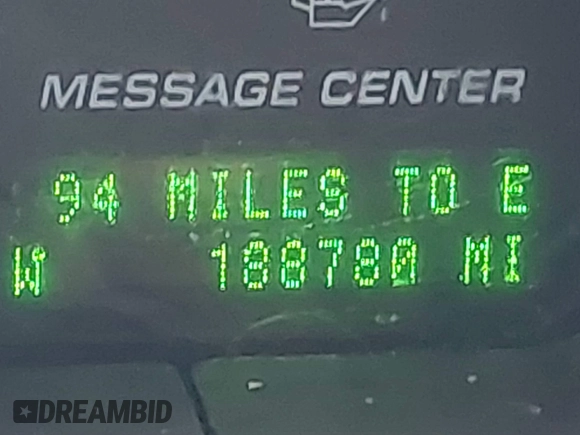 MESSAGE CENTER
94 MILES TO E
W 188780 MI
DREAMBID